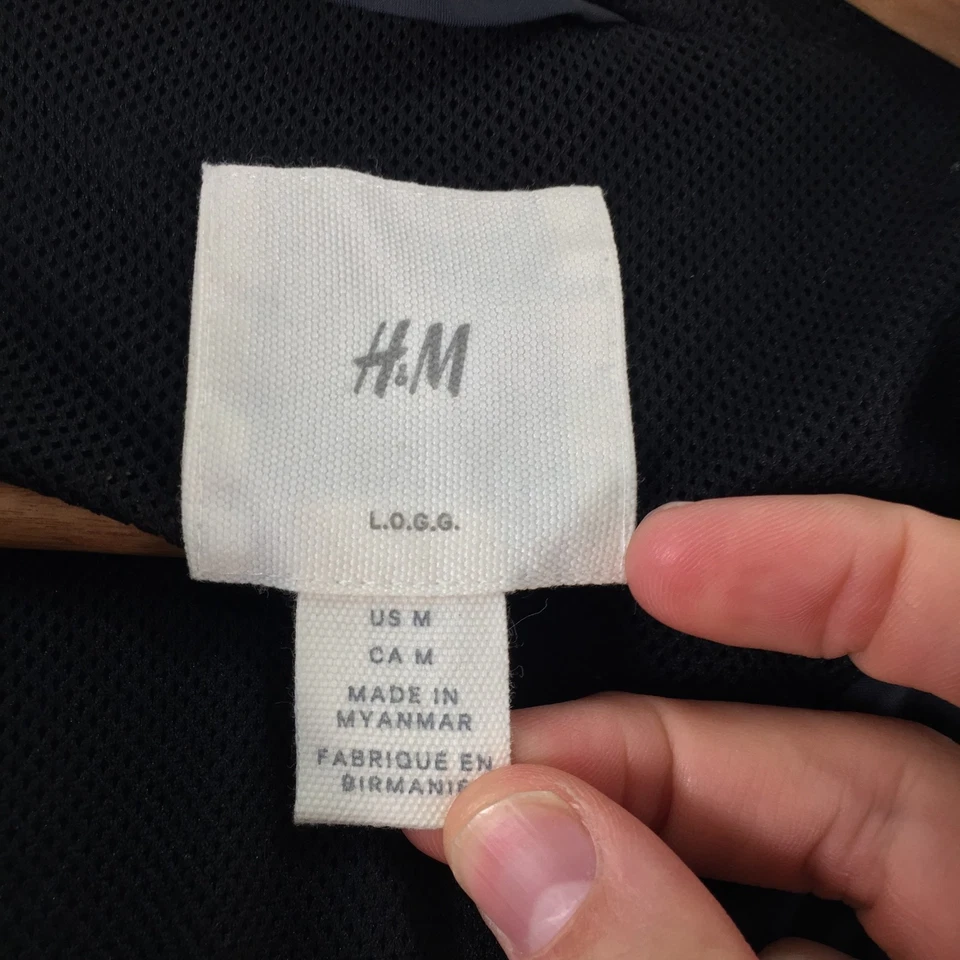 H&M
L.O.G.G.
US M
CA M
MADE IN
MYANMAR
FABRIQUÉ EN
BIRMANIE